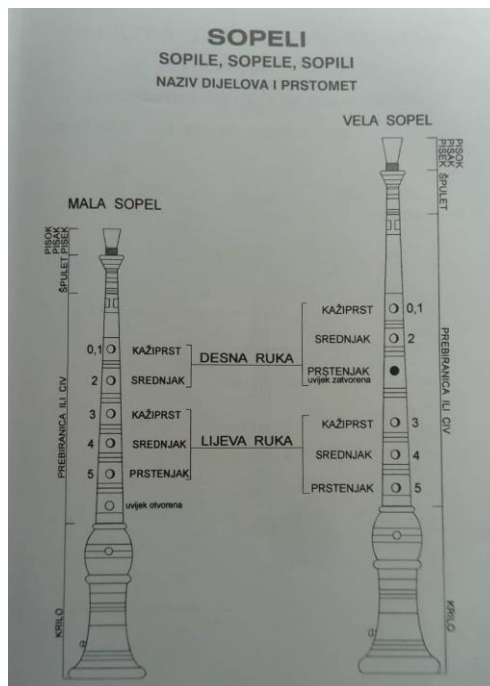 SOPELI
SOPILE, SOPELE, SOPILI
NAZIV DIJELOVA I PRSTOMET
VELA SOPEL
PISOK
PISAK
PISEK
ŠPULET
PREBIRANICA ILI CIV
KRILO
0,1
KAŽIPRST
2
SREDNJAK
PRSTENJAK
uvijek zatvorena
DESNA RUKA
3
KAŽIPRST
4
SREDNJAK
5
PRSTENJAK
LIJEVA RUKA
MALA SOPEL
PISOK
PISAK
PISEK
ŠPULET
PREBIRANICA ILI CIV
KRILO
0,1
KAŽIPRST
2
SREDNJAK
3
KAŽIPRST
4
SREDNJAK
5
PRSTENJAK
uvijek otvorena